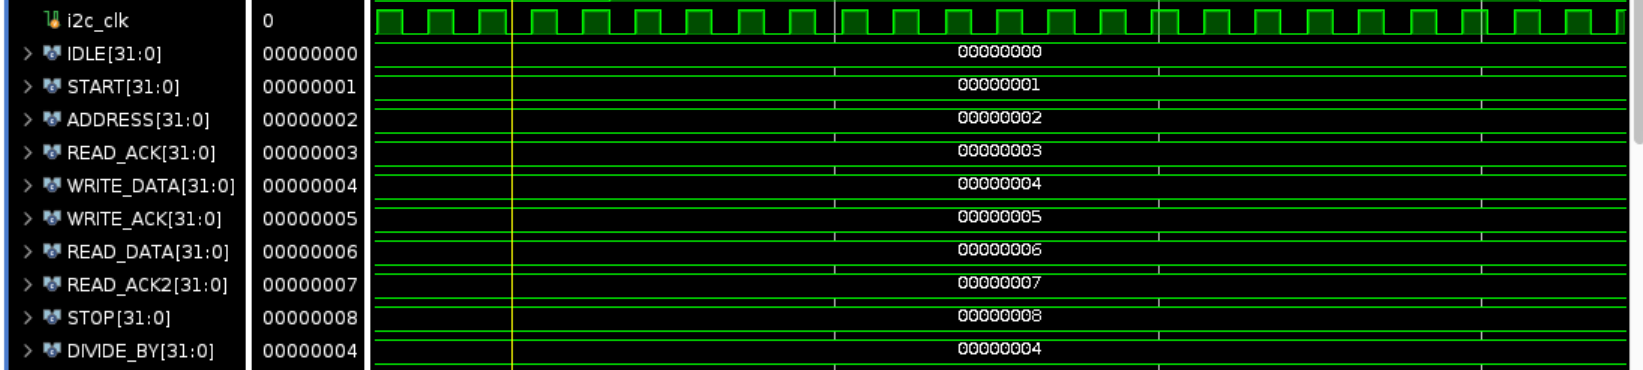 i2c_clk 0
IDLE[31:0] 00000000 00000000
START[31:0] 00000001 00000001
ADDRESS[31:0] 00000002 00000002
READ_ACK[31:0] 00000003 00000003
WRITE_DATA[31:0] 00000004 00000004
WRITE_ACK[31:0] 00000005 00000005
READ_DATA[31:0] 00000006 00000006
READ_ACK2[31:0] 00000007 00000007
STOP[31:0] 00000008 00000008
DIVIDE_BY[31:0] 00000004 00000004